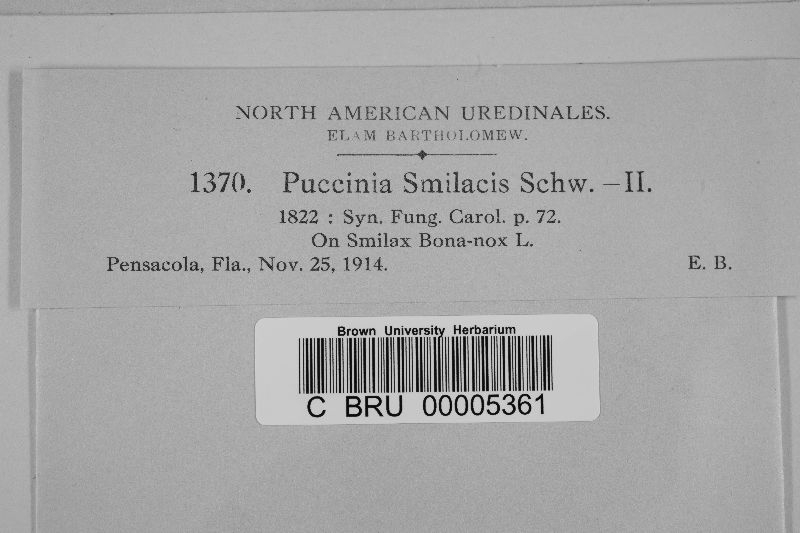 NORTH AMERICAN UREDINALES.
ELAM BARTHOLOMEW.
1370. Puccinia Smilacis Schw. —II.
1822 : Syn. Fung. Carol. p. 72.
On Smilax Bona-nox L.
Pensacola, Fla., Nov. 25, 1914. E. B.
Brown University Herbarium
C BRU 00005361